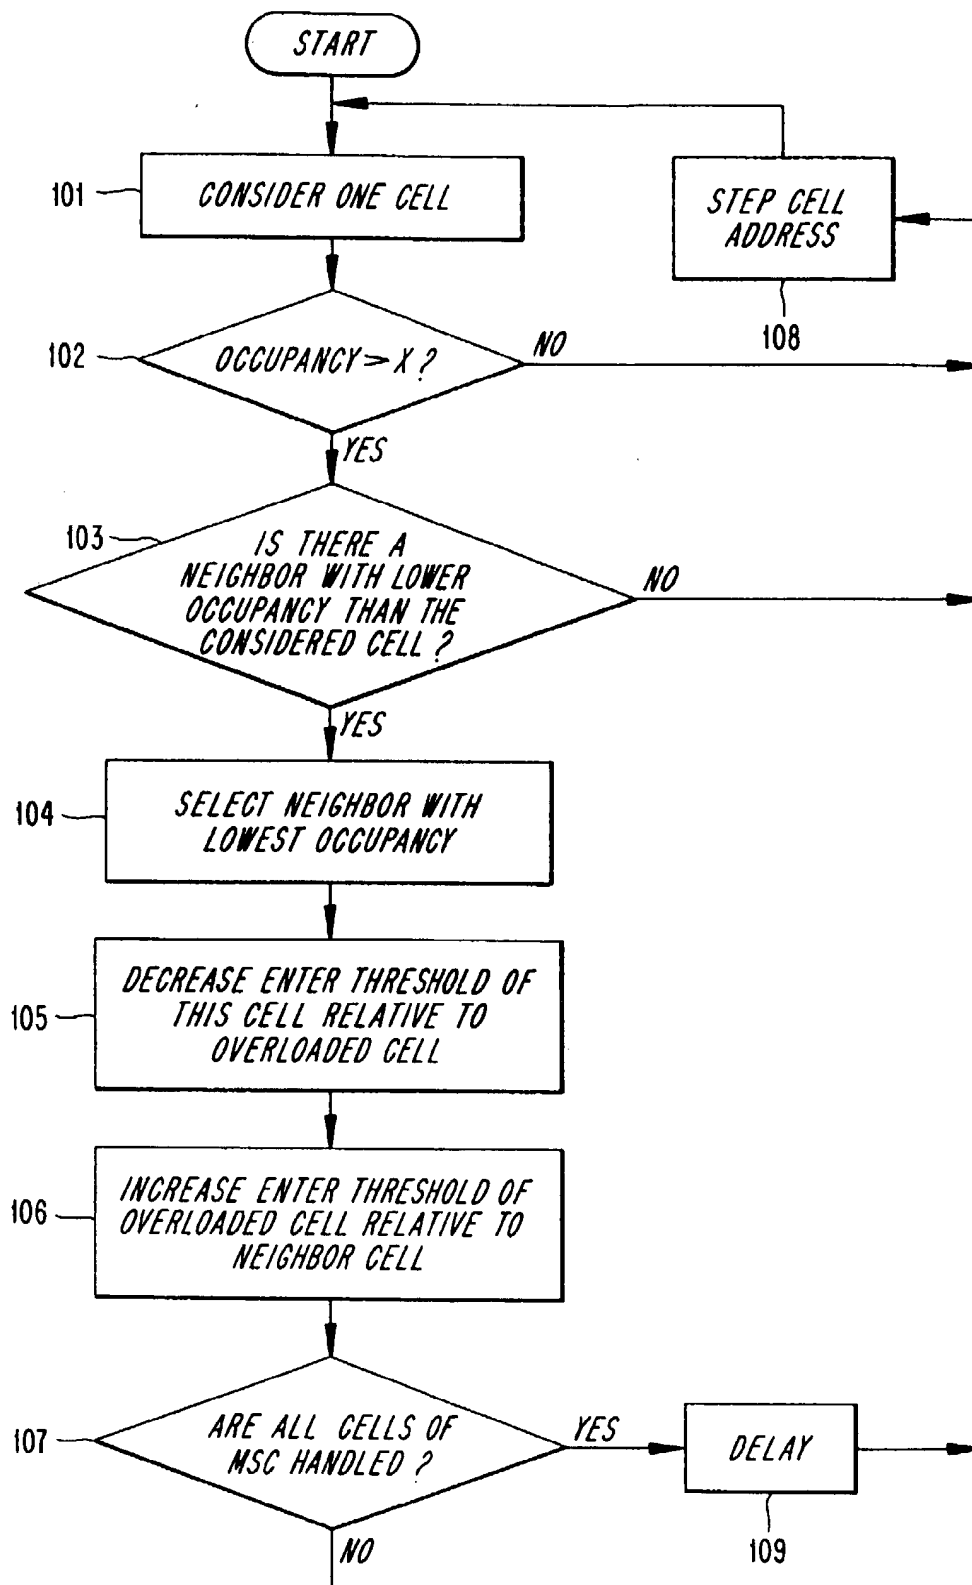 START
101
CONSIDER ONE CELL
STEP CELL
ADDRESS
108
102
OCCUPANCY > X ?
NO
YES
103
IS THERE A
NEIGHBOR WITH LOWER
OCCUPANCY THAN THE
CONSIDERED CELL ?
NO
YES
104
SELECT NEIGHBOR WITH
LOWEST OCCUPANCY
105
DECREASE ENTER THRESHOLD OF
THIS CELL RELATIVE TO
OVERLOADED CELL
106
INCREASE ENTER THRESHOLD OF
OVERLOADED CELL RELATIVE TO
NEIGHBOR CELL
107
ARE ALL CELLS OF
MSC HANDLED ?
YES
DELAY
109
NO